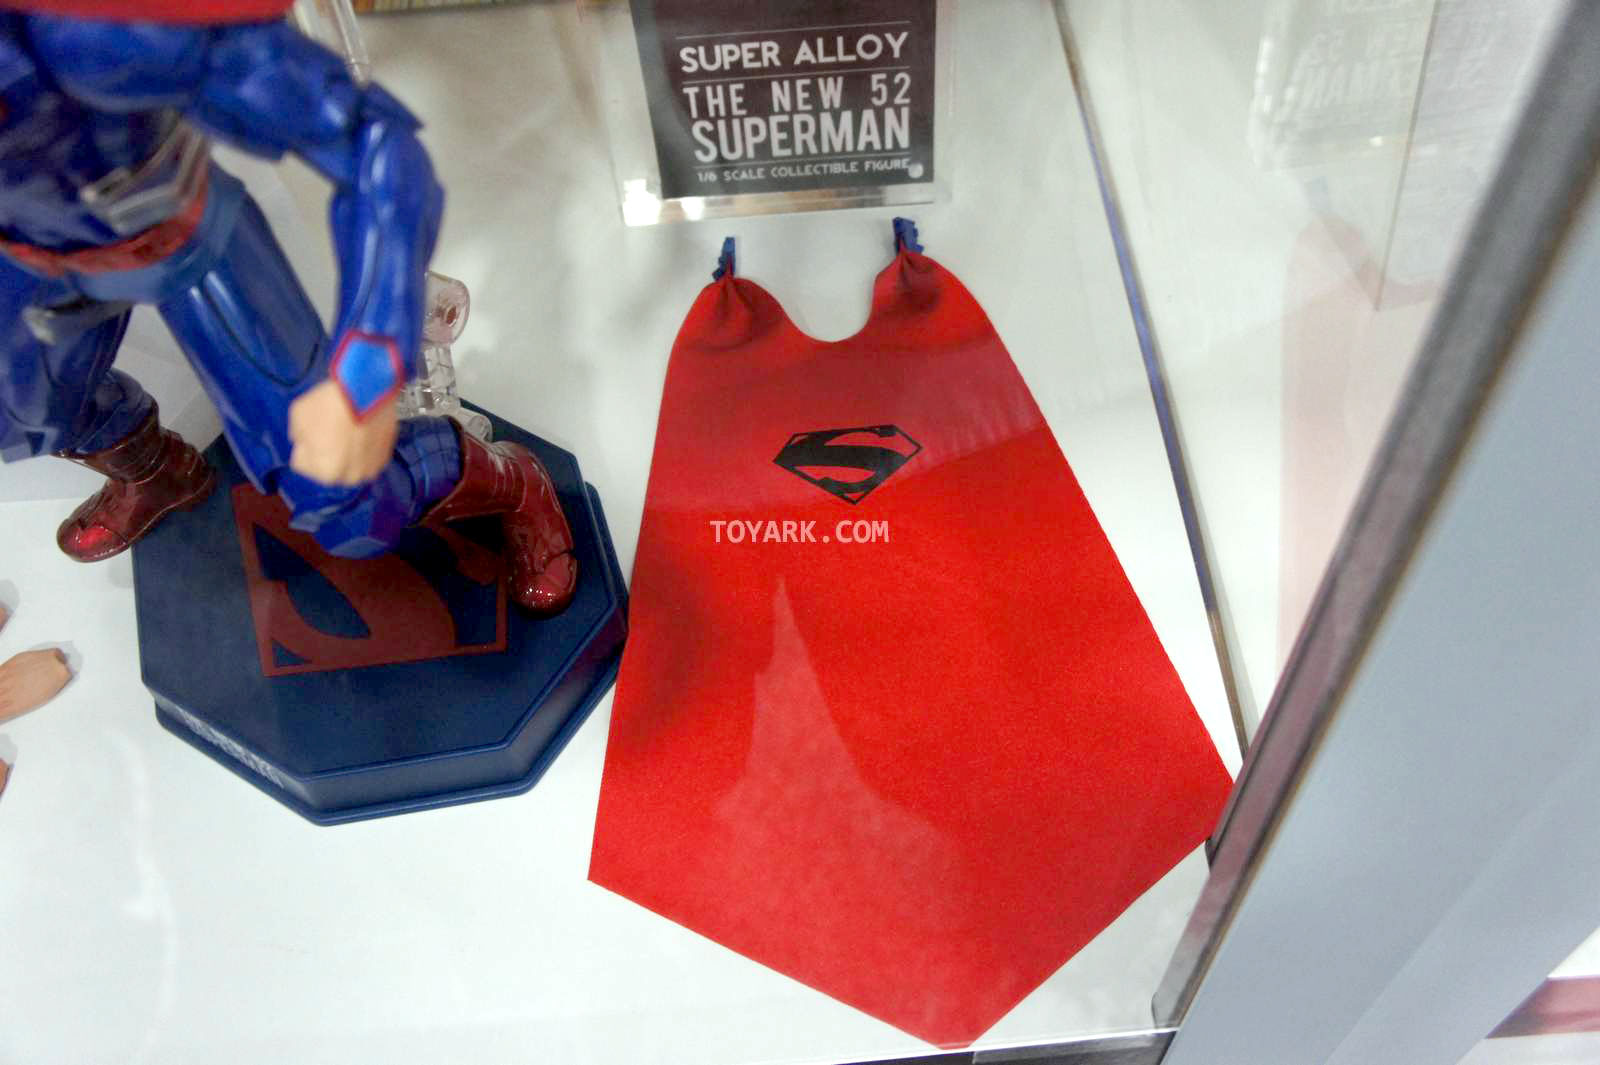 SUPER ALLOY
THE NEW 52
SUPERMAN
1/6 SCALE COLLECTIBLE FIGURE
TOYARK.COM